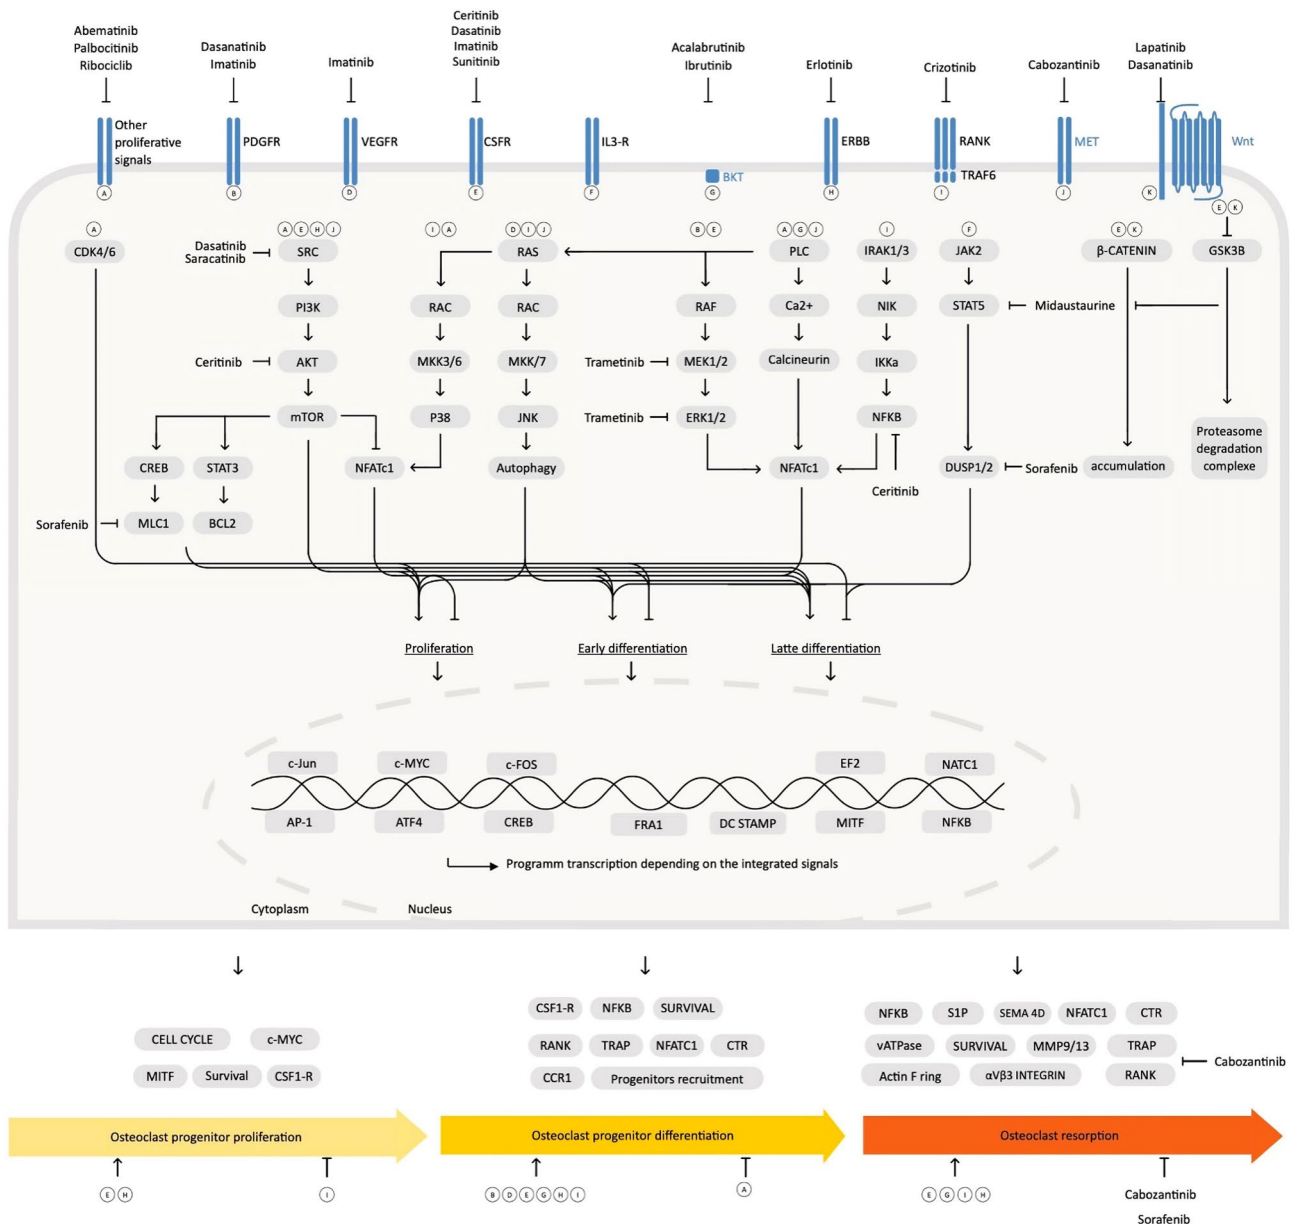 Abematinib
Palbocitinib
Ribociclib
Dasanatinib
Imatinib
Imatinib
Ceritinib
Dasatinib
Imatinib
Sunitinib
Acalabrutinib
Ibrutinib
Erlotinib
Crizotinib
Cabozantinib
Lapatinib
Dasanatinib
Other
proliferative
signals
PDGFR
VEGFR
CSFR
IL3-R
BKT
ERBB
RANK
TRAF6
MET
Wnt
A
B
D
E
F
G
H
I
J
K
E K
A
A E H J
I A
D I J
B E
A G J
I
F
E K
CDK4/6
Dasatinib
Saracatinib
SRC
RAS
PLC
IRAK1/3
JAK2
β-CATENIN
GSK3B
PI3K
RAC
RAC
RAF
Ca2+
NIK
STAT5
Midaustaurine
Ceritinib
AKT
MKK3/6
MKK/7
Trametinib
MEK1/2
Calcineurin
IKKa
mTOR
P38
JNK
Trametinib
ERK1/2
NFKB
Proteasome
degradation
complexe
CREB
STAT3
NFATc1
Autophagy
NFATc1
DUSP1/2
Sorafenib
accumulation
Ceritinib
Sorafenib
MLC1
BCL2
Proliferation
Early differentiation
Latte differentiation
c-Jun
c-MYC
c-FOS
EF2
NATC1
AP-1
ATF4
CREB
FRA1
DC STAMP
MITF
NFKB
Programm transcription depending on the integrated signals
Cytoplasm
Nucleus
CELL CYCLE
c-MYC
MITF
Survival
CSF1-R
CSF1-R
NFKB
SURVIVAL
RANK
TRAP
NFATC1
CTR
CCR1
Progenitors recruitment
NFKB
S1P
SEMA 4D
NFATC1
CTR
vATPase
SURVIVAL
MMP9/13
TRAP
Actin F ring
αVβ3 INTEGRIN
RANK
Cabozantinib
Osteoclast progenitor proliferation
Osteoclast progenitor differentiation
Osteoclast resorption
E H
I
B D E G H I
A
E G I H
Cabozantinib
Sorafenib